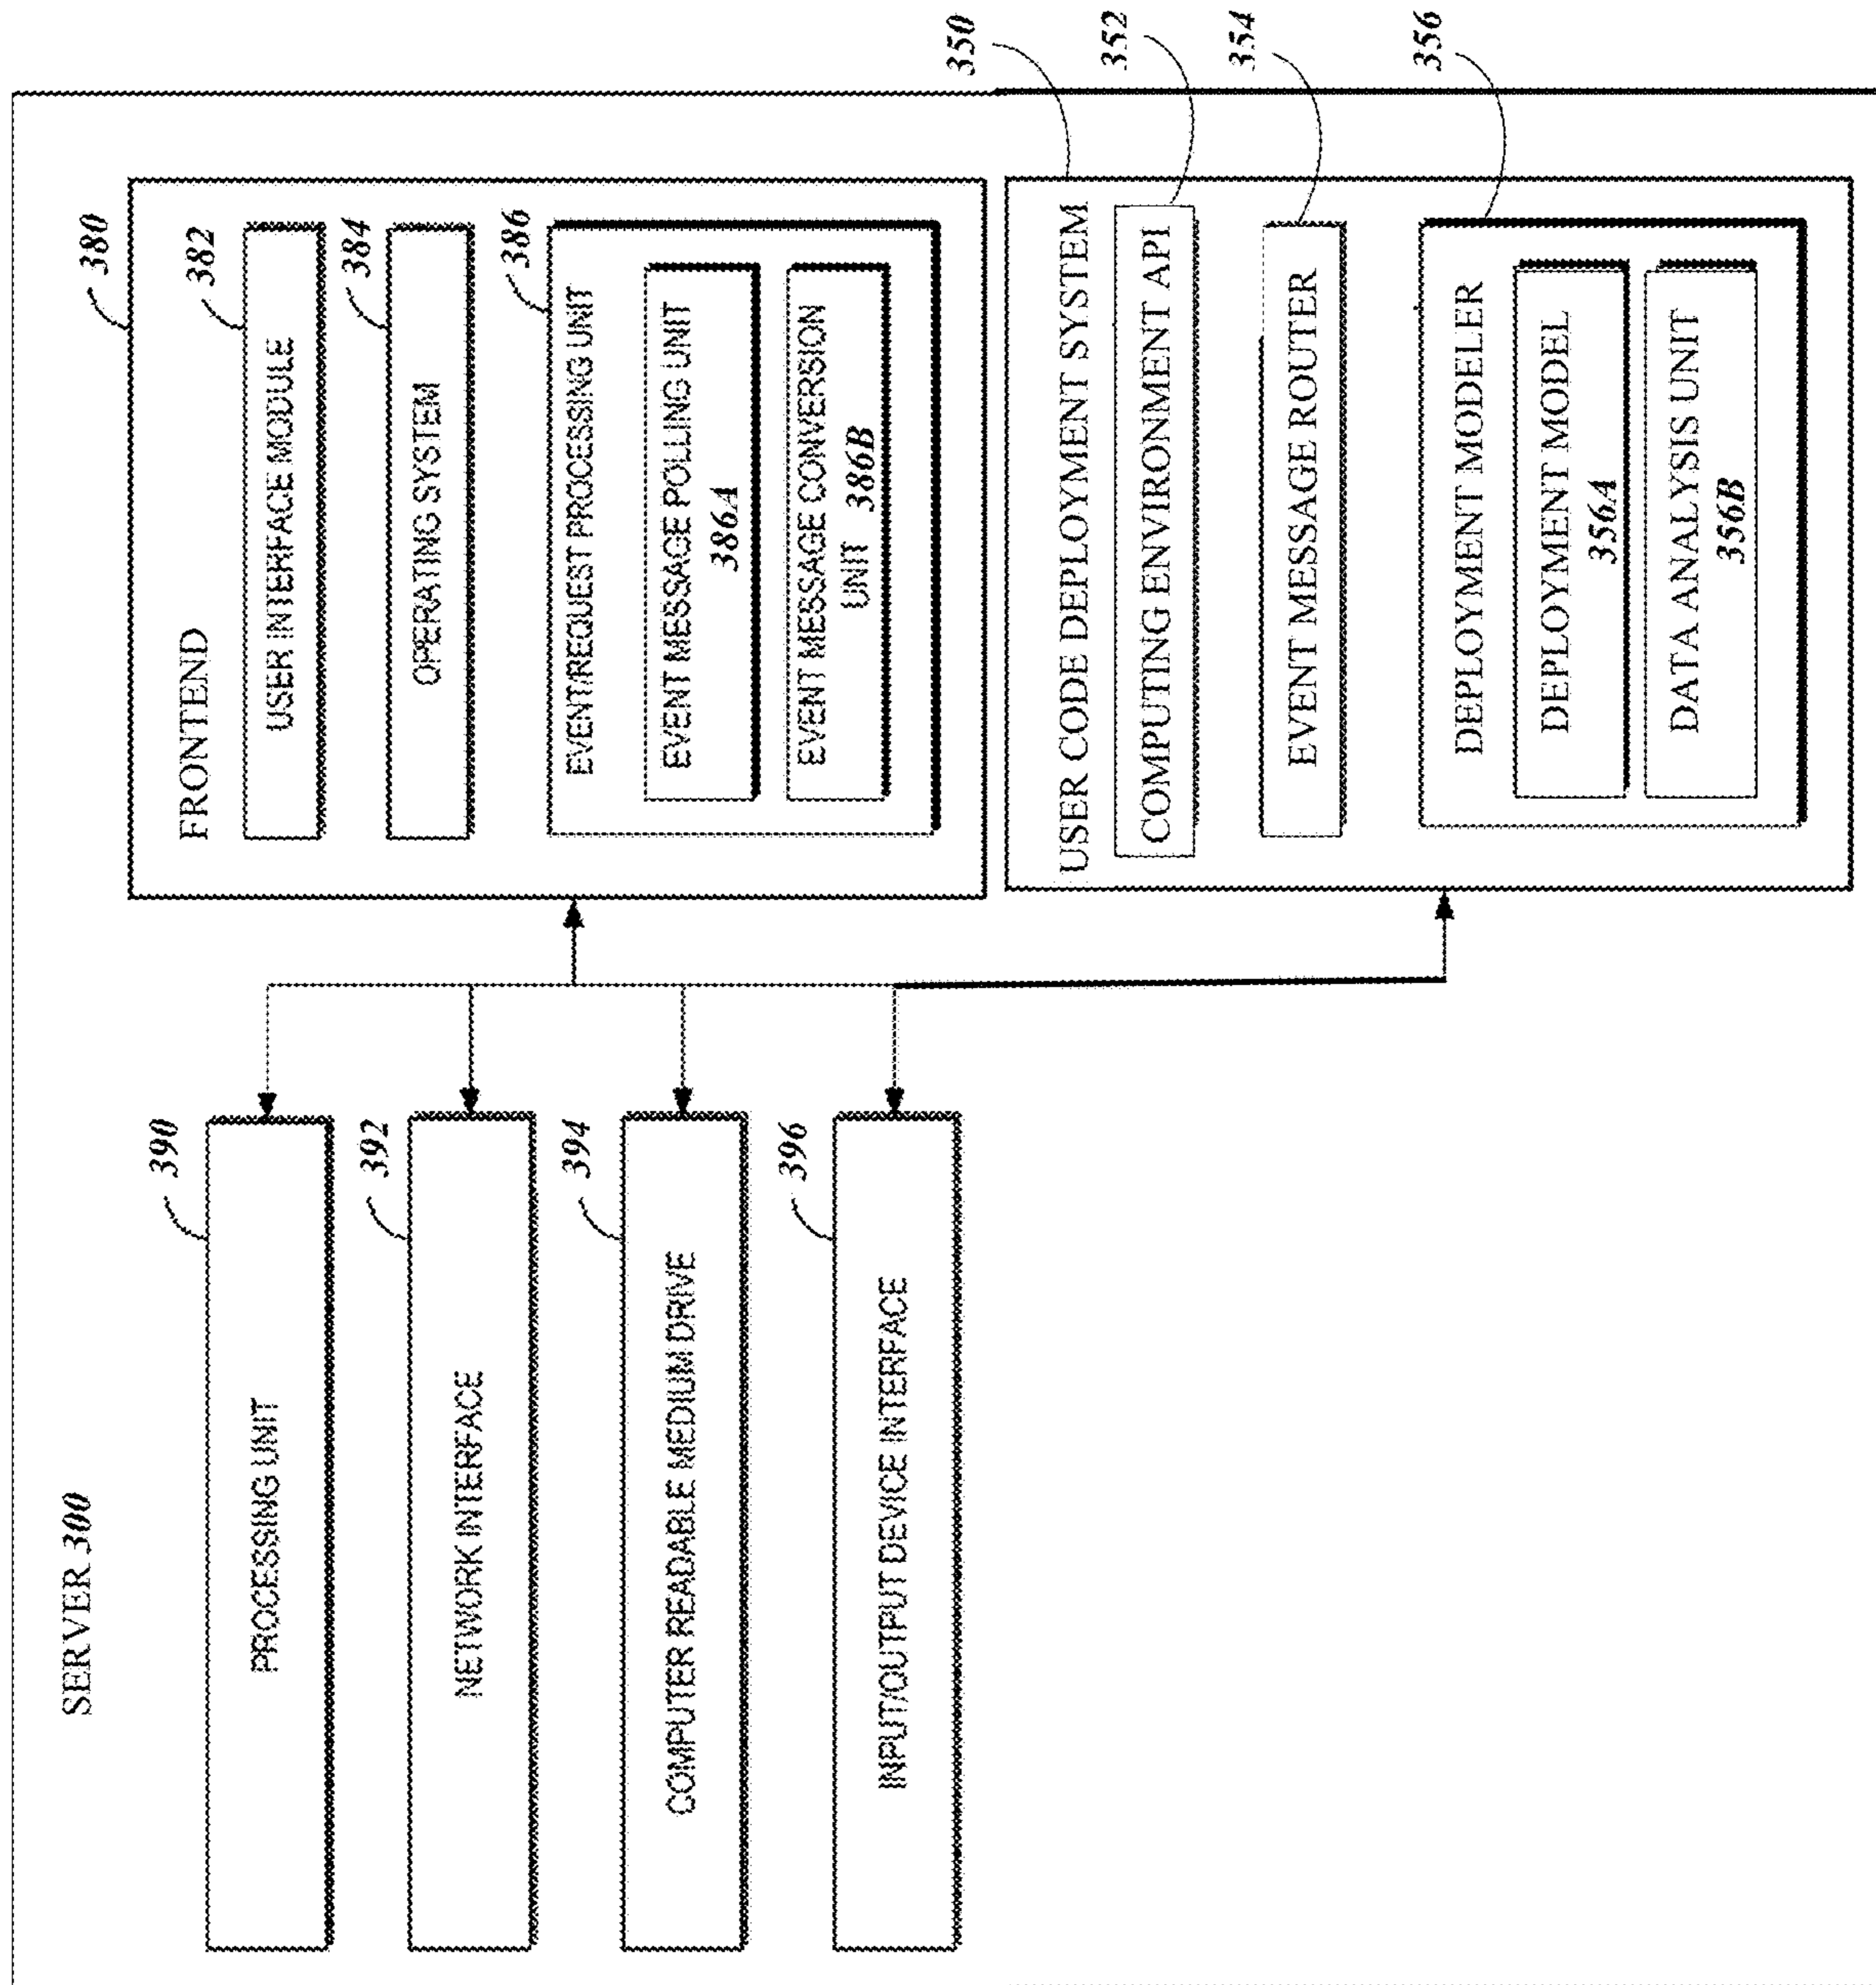 SERVER 300
390
PROCESSING UNIT
392
NETWORK INTERFACE
394
COMPUTER READABLE MEDIUM DRIVE
396
INPUT/OUTPUT DEVICE INTERFACE
380
FRONTEND
382
USER INTERFACE MODULE
384
OPERATING SYSTEM
386
EVENT/REQUEST PROCESSING UNIT
EVENT MESSAGE POLLING UNIT
386A
EVENT MESSAGE CONVERSION
UNIT 386B
350
USER CODE DEPLOYMENT SYSTEM
352
COMPUTING ENVIRONMENT API
354
EVENT MESSAGE ROUTER
356
DEPLOYMENT MODELER
DEPLOYMENT MODEL
356A
DATA ANALYSIS UNIT
356B